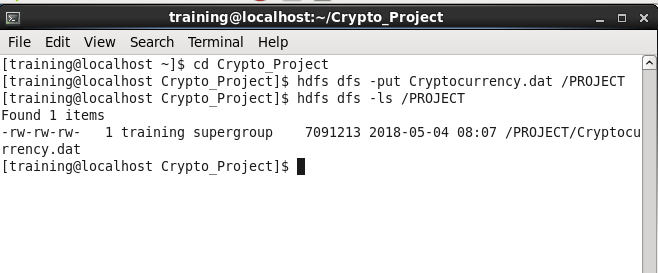 training@localhost:~/Crypto_Project
File Edit View Search Terminal Help
[training@localhost ~]$ cd Crypto_Project
[training@localhost Crypto_Project]$ hdfs dfs -put Cryptocurrency.dat /PROJECT
[training@localhost Crypto_Project]$ hdfs dfs -ls /PROJECT
Found 1 items
-rw-rw-rw-   1 training supergroup    7091213 2018-05-04 08:07 /PROJECT/Cryptocu
rrency.dat
[training@localhost Crypto_Project]$